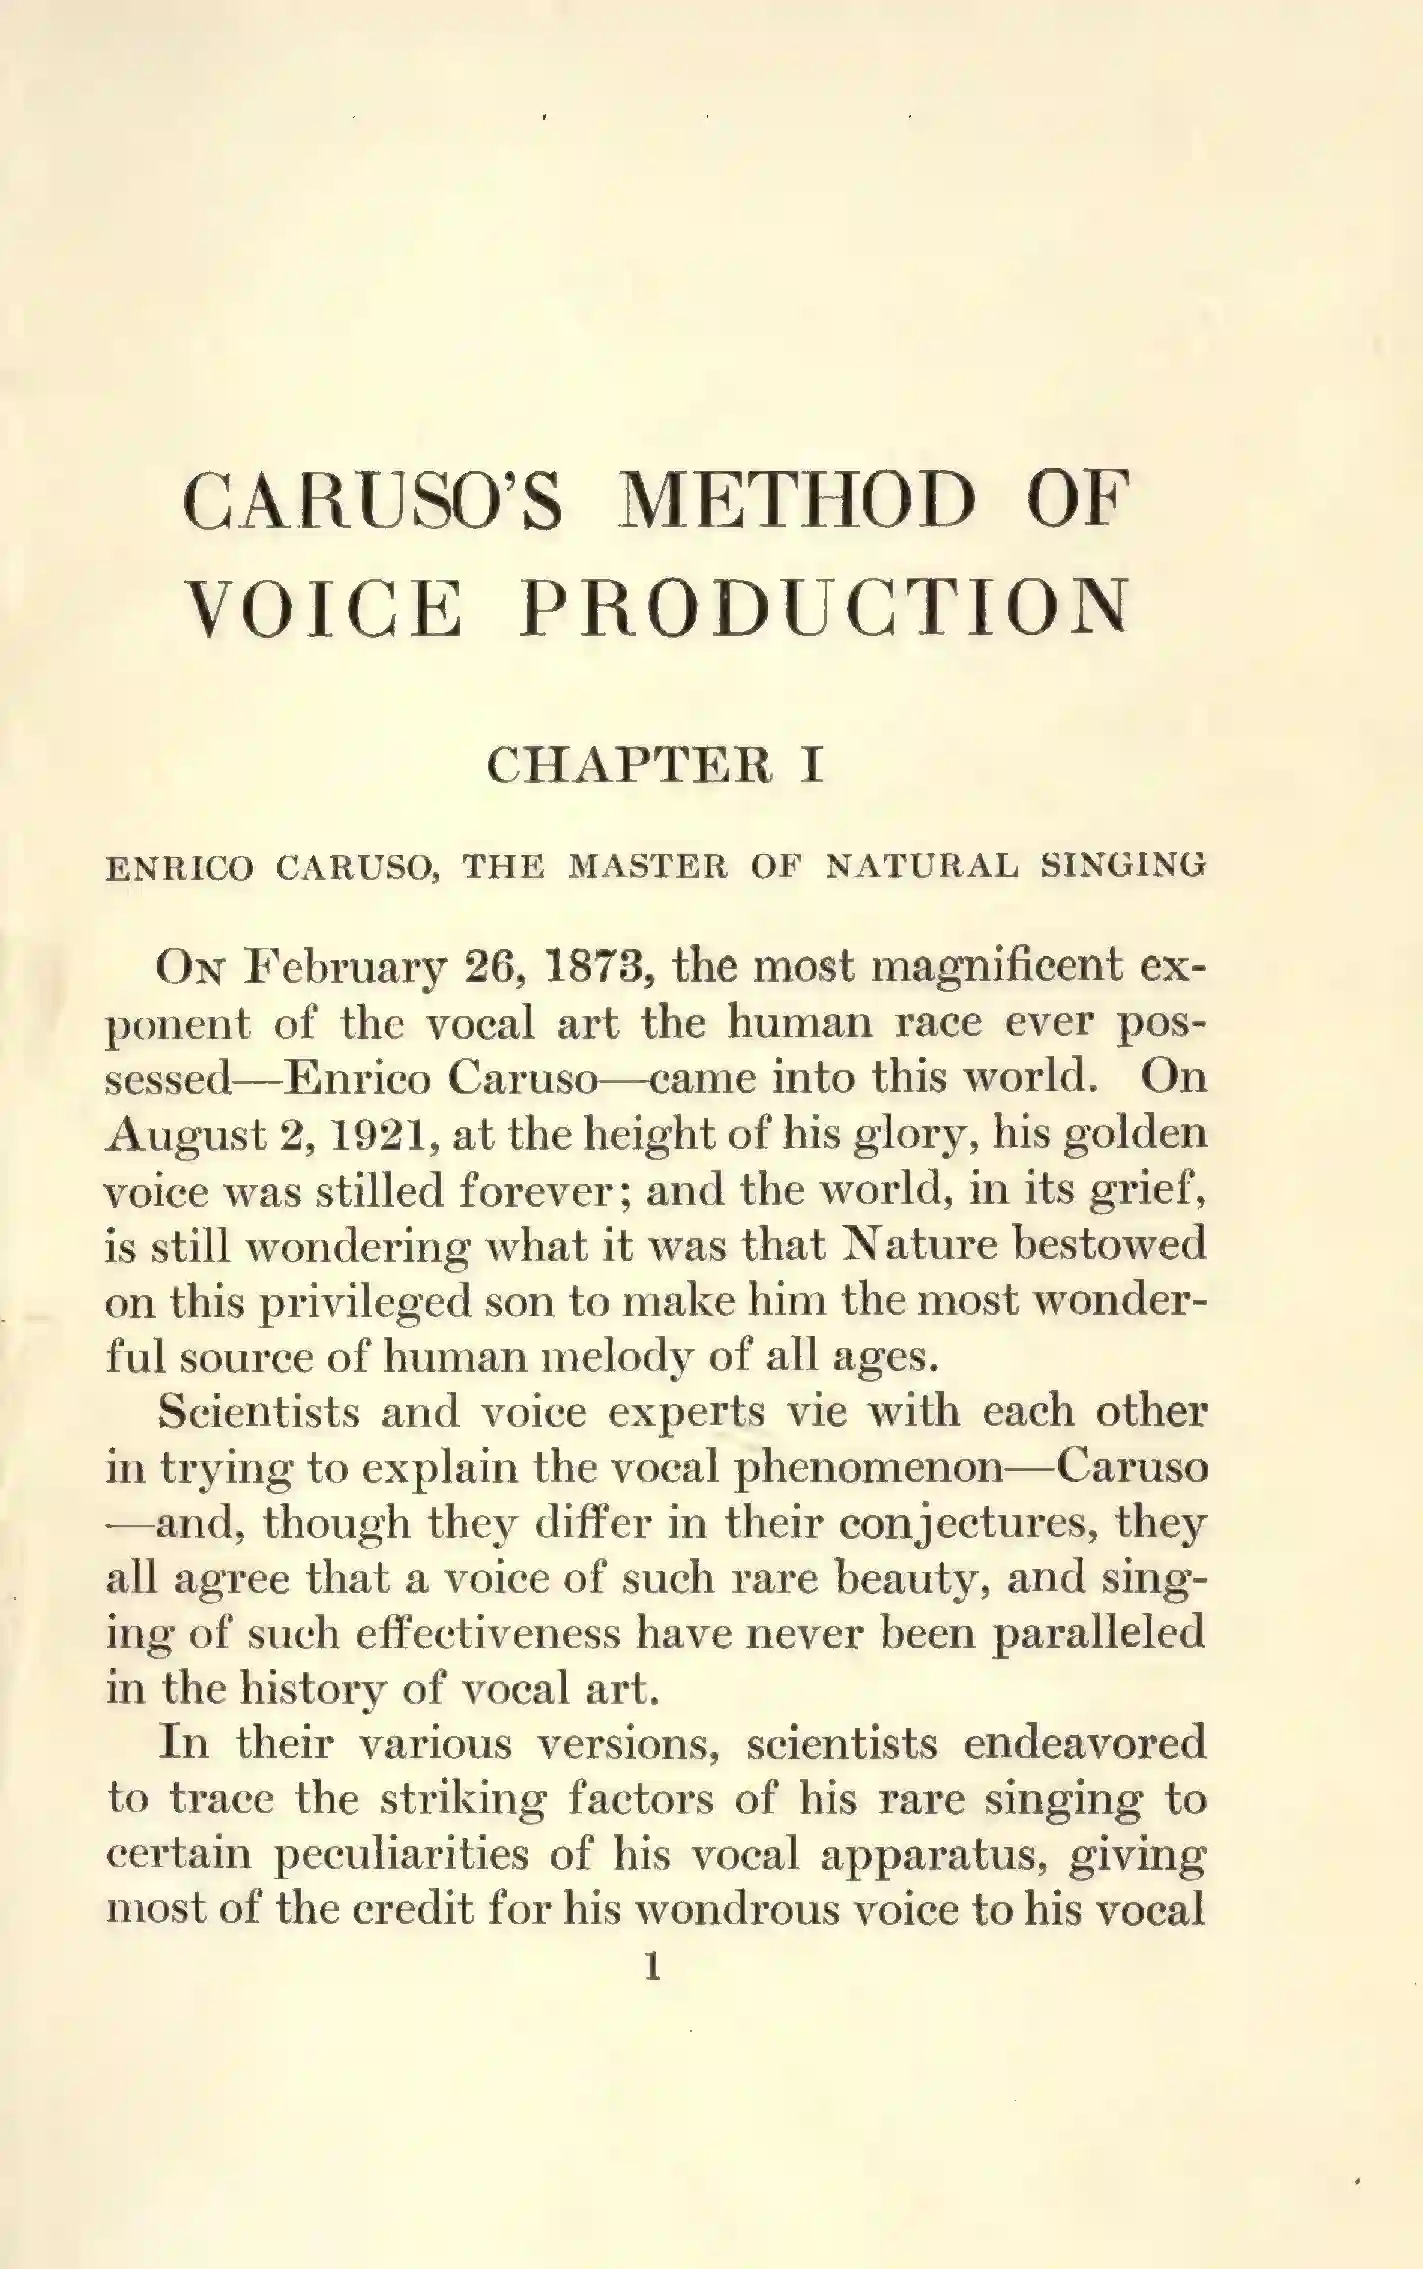 CARUSO'S METHOD OF
VOICE PRODUCTION
CHAPTER I
ENRICO CARUSO, THE MASTER OF NATURAL SINGING
ON February 26, 1873, the most magnificent ex-
ponent of the vocal art the human race ever pos-
sessed—Enrico Caruso—came into this world. On
August 2, 1921, at the height of his glory, his golden
voice was stilled forever; and the world, in its grief,
is still wondering what it was that Nature bestowed
on this privileged son to make him the most wonder-
ful source of human melody of all ages.
Scientists and voice experts vie with each other
in trying to explain the vocal phenomenon—Caruso
—and, though they differ in their conjectures, they
all agree that a voice of such rare beauty, and sing-
ing of such effectiveness have never been paralleled
in the history of vocal art.
In their various versions, scientists endeavored
to trace the striking factors of his rare singing to
certain peculiarities of his vocal apparatus, giving
most of the credit for his wondrous voice to his vocal
1